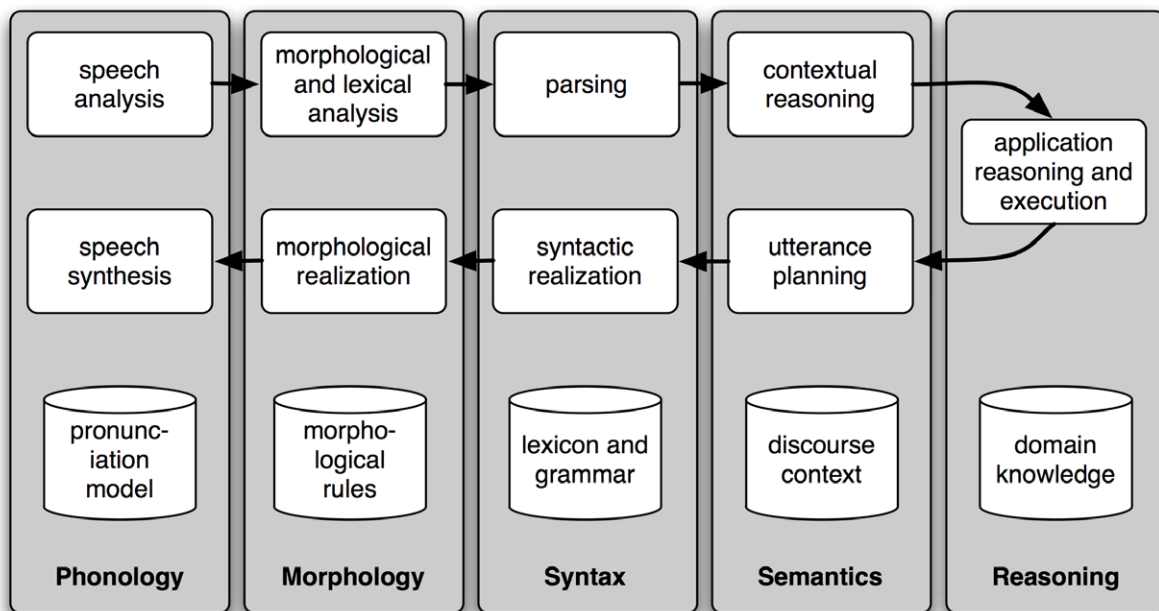 speech
analysis
morphological
and lexical
analysis
parsing
contextual
reasoning
application
reasoning and
execution
speech
synthesis
morphological
realization
syntactic
realization
utterance
planning
pronunc-
iation
model
morpho-
logical
rules
lexicon and
grammar
discourse
context
domain
knowledge
Phonology
Morphology
Syntax
Semantics
Reasoning